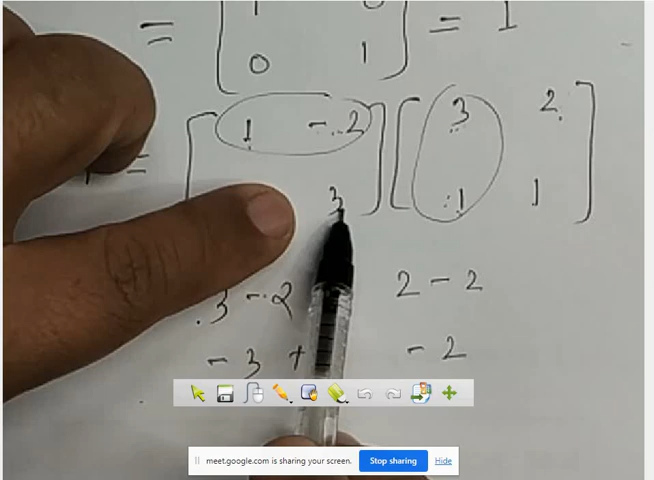 1 0
= 0 1 = I
= 1 -2 3 2
3 1 1
3 - 2 2 - 2
- 3 + - 2
meet.google.com is sharing your screen. Stop sharing Hide